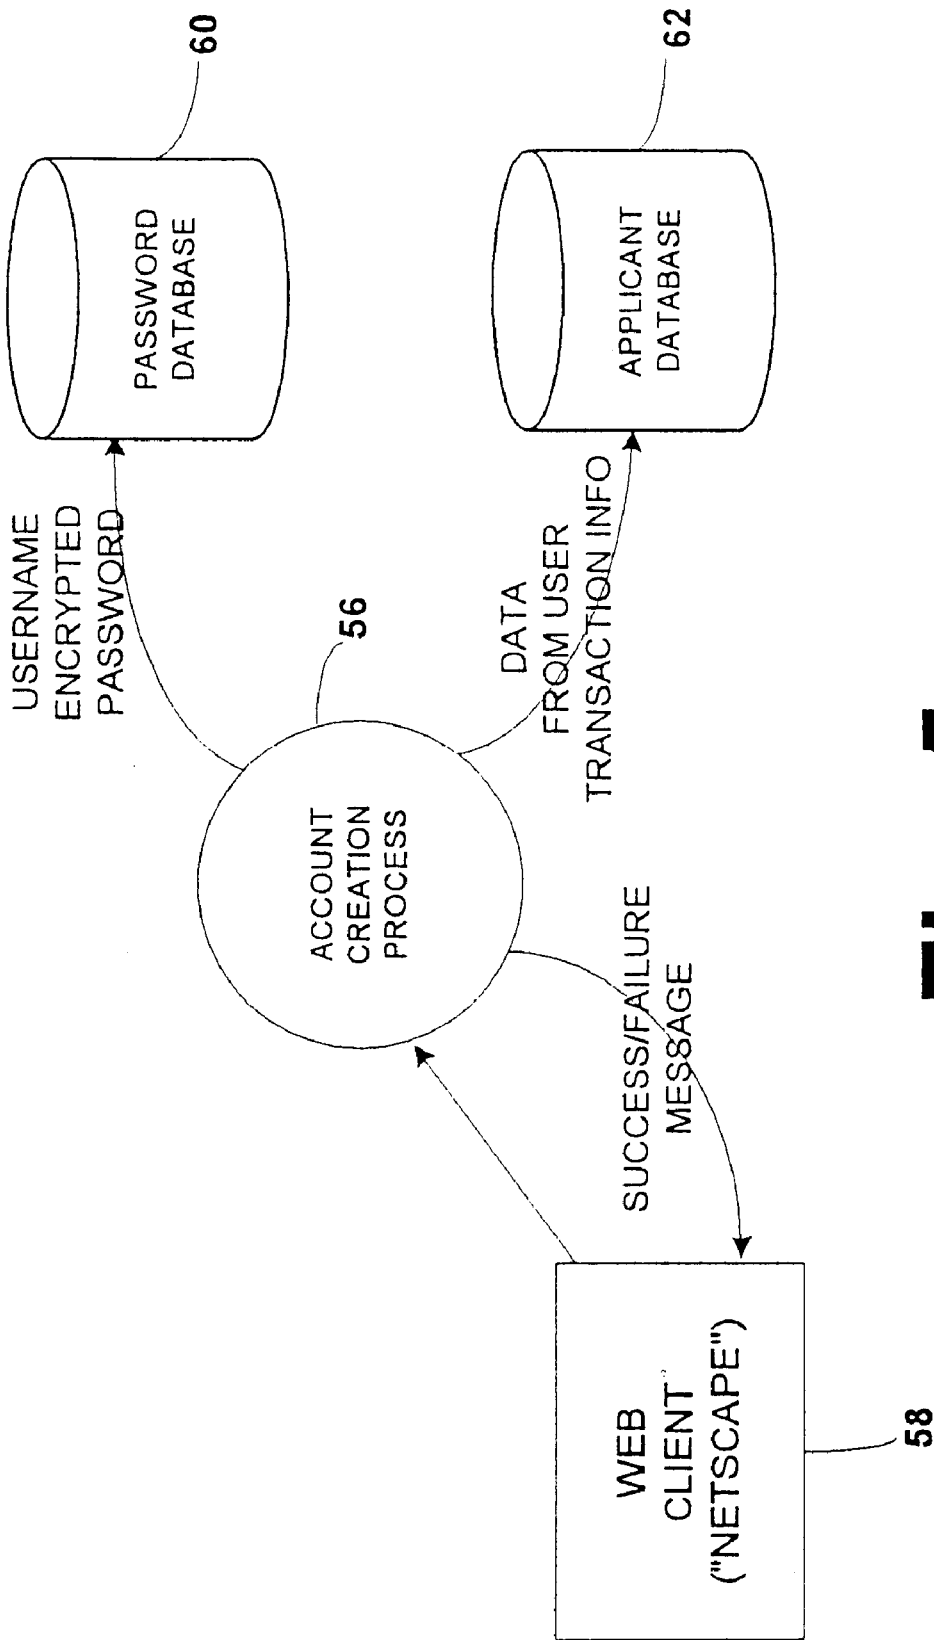 USERNAME
ENCRYPTED
PASSWORD
PASSWORD
DATABASE
60
ACCOUNT
CREATION
PROCESS
56
DATA
FROM USER
TRANSACTION INFO
APPLICANT
DATABASE
62
SUCCESS/FAILURE
MESSAGE
WEB
CLIENT
("NETSCAPE")
58